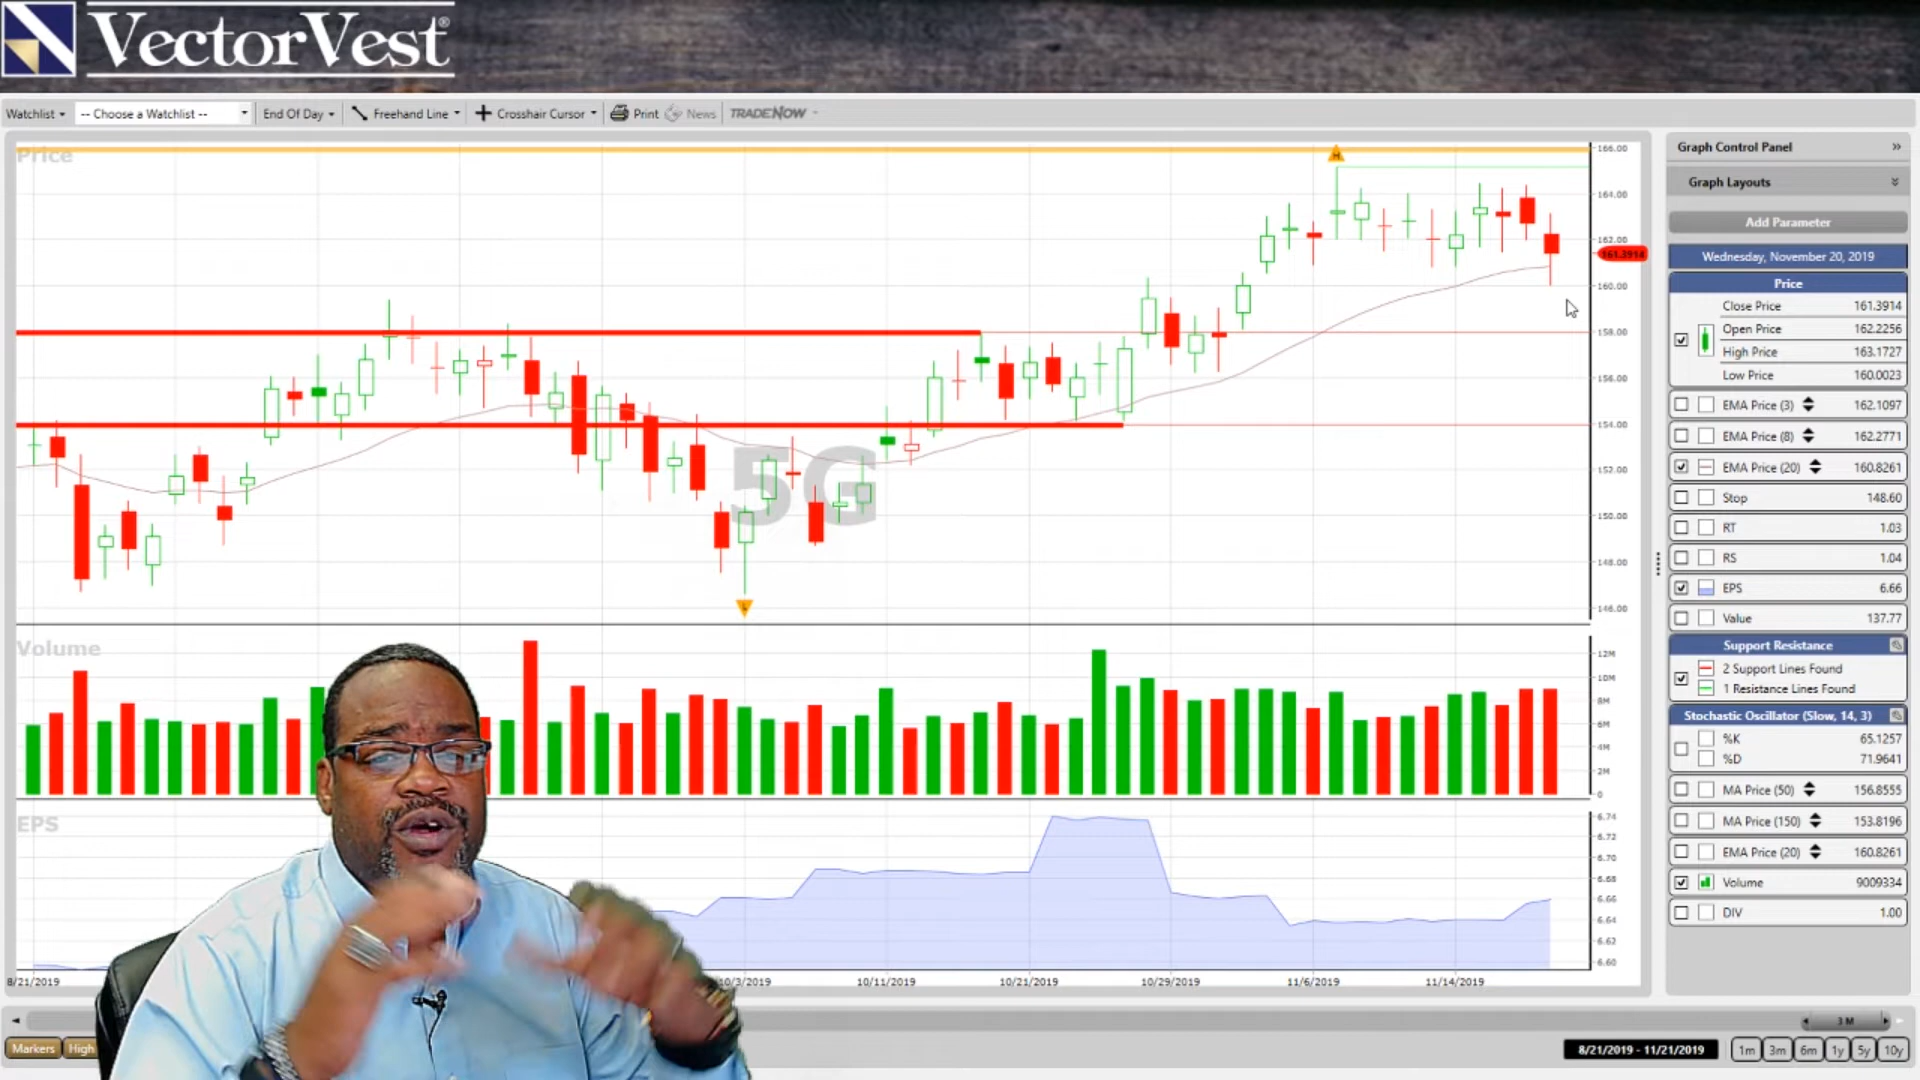 VectorVest®
Watchlist -- Choose a Watchlist -- End Of Day Freehand Line Crosshair Cursor Print News TRADENOW
Price
H
166.00
164.00
162.00
161.3914
160.00
158.00
156.00
154.00
152.00
150.00
148.00
146.00
5G
L
Volume
12M
10M
8M
6M
4M
2M
0
EPS
6.74
6.72
6.70
6.68
6.66
6.64
6.62
6.60
8/21/2019 10/3/2019 10/11/2019 10/21/2019 10/29/2019 11/6/2019 11/14/2019
Markers High
Graph Control Panel
Graph Layouts
Add Parameter
Wednesday, November 20, 2019
Price
Close Price 161.3914
Open Price 162.2256
High Price 163.1727
Low Price 160.0023
EMA Price (3) 162.1097
EMA Price (8) 162.2771
EMA Price (20) 160.8261
Stop 148.60
RT 1.03
RS 1.04
EPS 6.66
Value 137.77
Support Resistance
2 Support Lines Found
1 Resistance Lines Found
Stochastic Oscillator (Slow, 14, 3)
%K 65.1257
%D 71.9641
MA Price (50) 156.8555
MA Price (150) 153.8196
EMA Price (20) 160.8261
Volume 9009334
DIV 1.00
3 M
8/21/2019 - 11/21/2019 1m 3m 6m 1y 5y 10y